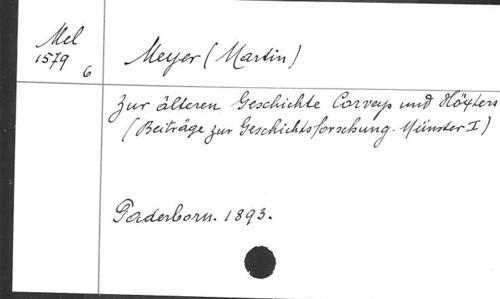 Mel
1579
6
Meyer (Martin)
Zur älteren Geschichte Corveys und Höxters
(Beiträge zur Geschichtsforschung. Münster I)
Paderborn. 1893.